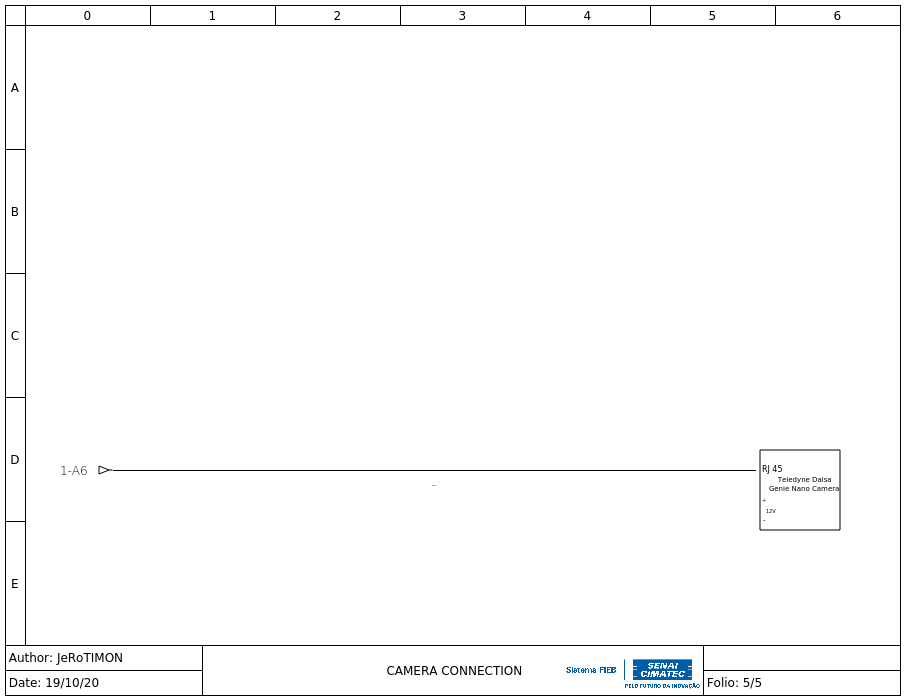 0 1 2 3 4 5 6
A
B
C
D
E
1-A6
RJ 45
Teledyne Dalsa
Genie Nano Camera
+
12V
-
Author: JeRoTIMON
Date: 19/10/20
CAMERA CONNECTION
Sistema FIEB
SENAI
CIMATEC
PELO FUTURO DA INOVAÇÃO
Folio: 5/5